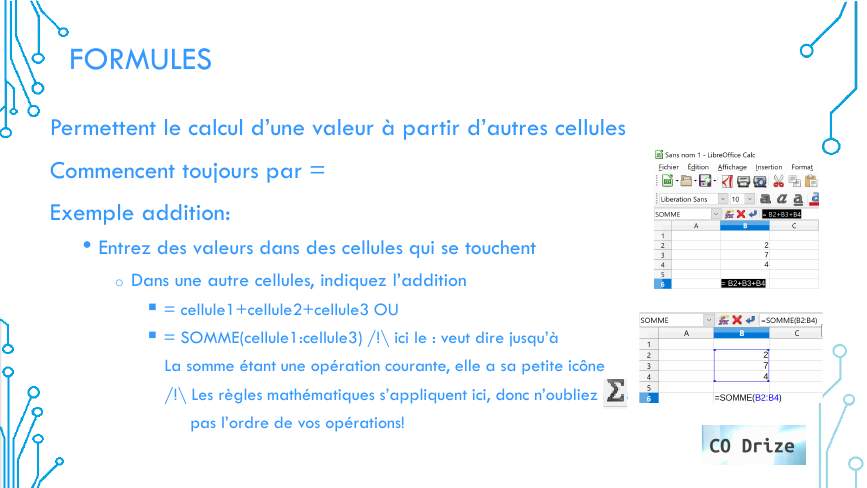 FORMULES
Permettent le calcul d'une valeur à partir d'autres cellules
Commencent toujours par =
Exemple addition:
• Entrez des valeurs dans des cellules qui se touchent
o Dans une autre cellules, indiquez l'addition
▪ = cellule1+cellule2+cellule3 OU
▪ = SOMME(cellule1:cellule3) /!\ ici le : veut dire jusqu'à
La somme étant une opération courante, elle a sa petite icône
/!\ Les règles mathématiques s'appliquent ici, donc n'oubliez Σ
pas l'ordre de vos opérations!
Sans nom 1 - LibreOffice Calc
Fichier Édition Affichage Insertion Format
Liberation Sans 10 a a a a
SOMME = B2+B3+B4
A B C
1
2 2
3 7
4 4
5
6 = B2+B3+B4
SOMME =SOMME(B2:B4)
A B C
1
2 2
3 7
4 4
5
6 =SOMME(B2:B4)
CO Drize